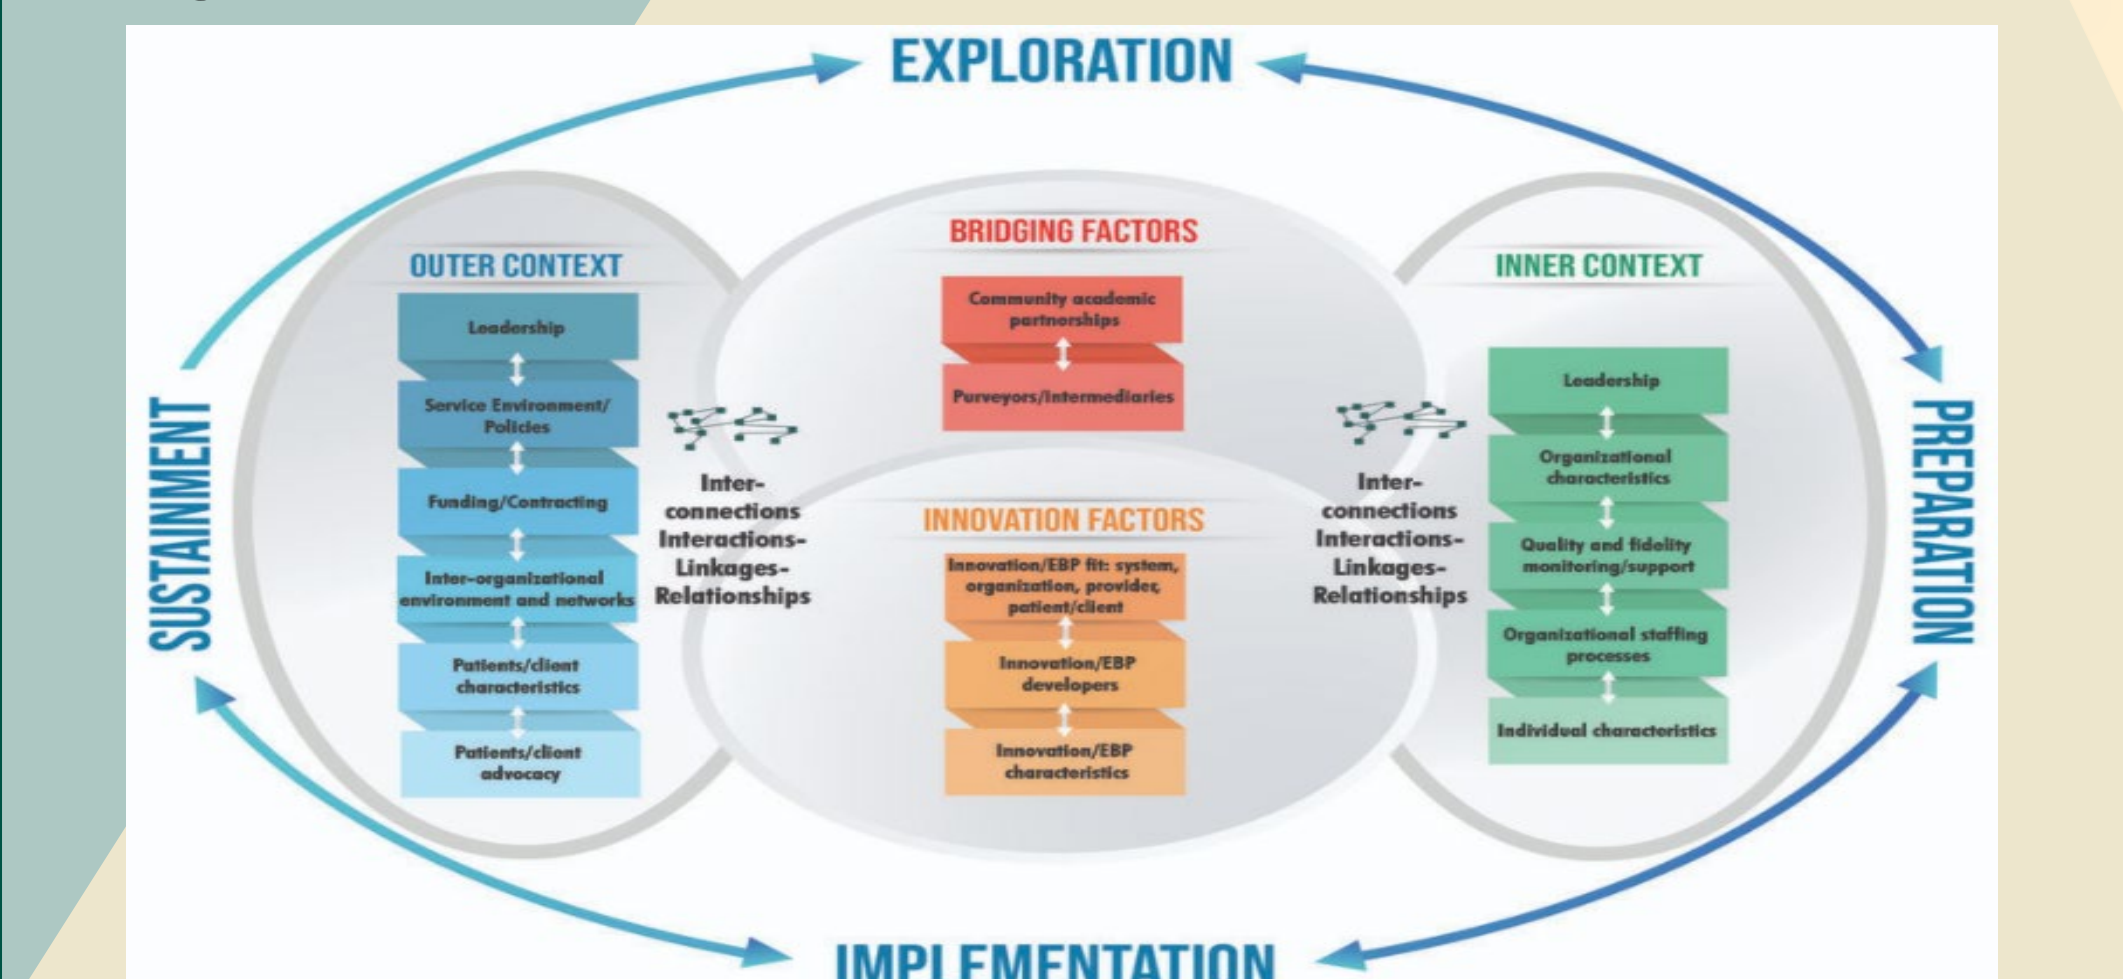 EXPLORATION
BRIDGING FACTORS
Community academic
partnerships
Purveyors/Intermediaries
OUTER CONTEXT
Leadership
Service Environment/
Policies
Funding/Contracting
Inter-organizational
environment and networks
Patients/client
characteristics
Patients/client
advocacy
Inter-
connections
Interactions-
Linkages-
Relationships
INNOVATION FACTORS
Innovation/EBP fit: system,
organization, provider,
patient/client
Innovation/EBP
developers
Innovation/EBP
characteristics
Inter-
connections
Interactions-
Linkages-
Relationships
INNER CONTEXT
Leadership
Organizational
characteristics
Quality and fidelity
monitoring/support
Organizational staffing
processes
Individual characteristics
SUSTAINMENT
PREPARATION
IMPLEMENTATION